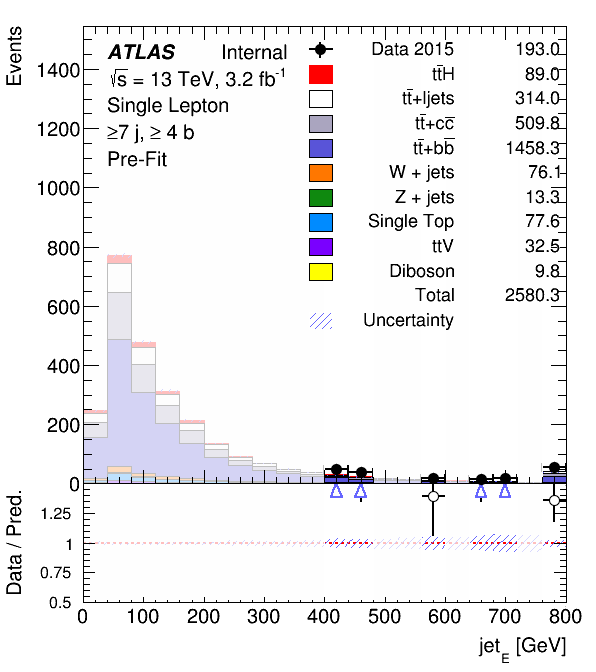 Events
ATLAS Internal
√s = 13 TeV, 3.2 fb⁻¹
Single Lepton
≥7 j, ≥ 4 b
Pre-Fit
Data 2015 193.0
tt̄H 89.0
tt̄+ljets 314.0
tt̄+cc̄ 509.8
tt̄+bb̄ 1458.3
W + jets 76.1
Z + jets 13.3
Single Top 77.6
ttV 32.5
Diboson 9.8
Total 2580.3
Uncertainty
1400
1200
1000
800
600
400
200
0
Data / Pred.
1.25
1
0.75
0.5
0 100 200 300 400 500 600 700 800
jet_E [GeV]